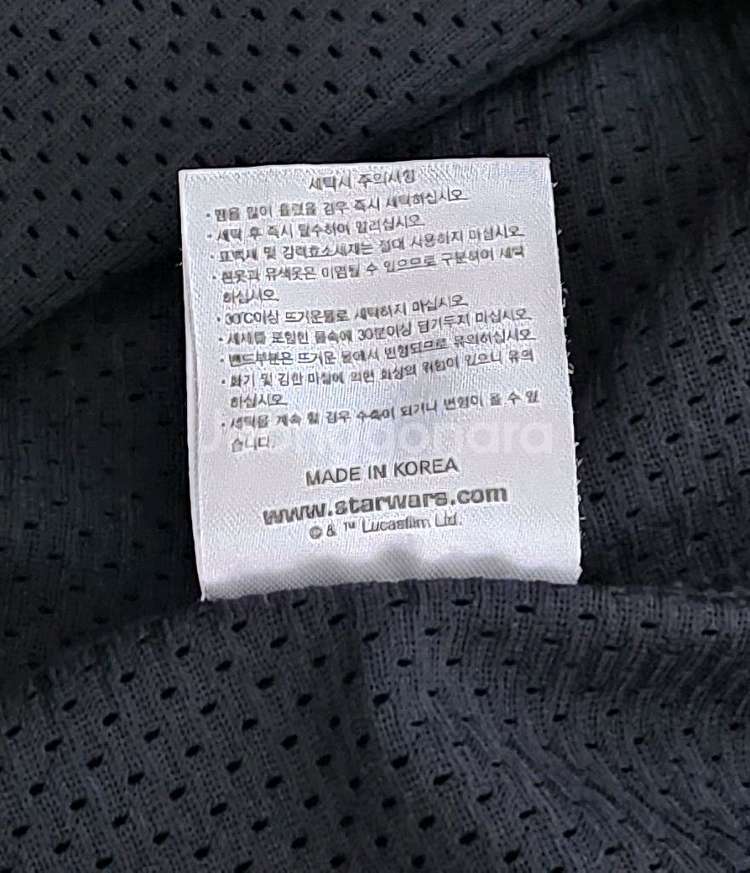 세탁시 주의사항
· 땀을 많이 흘렸을 경우 즉시 세탁하십시오.
· 세탁 후 즉시 탈수하여 말리십시오.
· 표백제 및 강력효소세제는 절대 사용하지 마십시오.
· 흰옷과 유색옷은 이염될 수 있으므로 구분하여 세탁
하십시오.
· 30℃이상 뜨거운물로 세탁하지 마십시오.
· 세제를 포함한 물속에 30분이상 담기두지 마십시오.
· 밴드부분은 뜨거운 물에서 변형되므로 유의하십시오.
· 화기 및 심한 마찰에 의한 화상의 위험이 있으니 유의
하십시오.
· 세탁을 계속 할 경우 수축이 되거나 변형이 올 수 있
습니다.
MADE IN KOREA
www.starwars.com
© & ™ Lucasfilm Ltd.